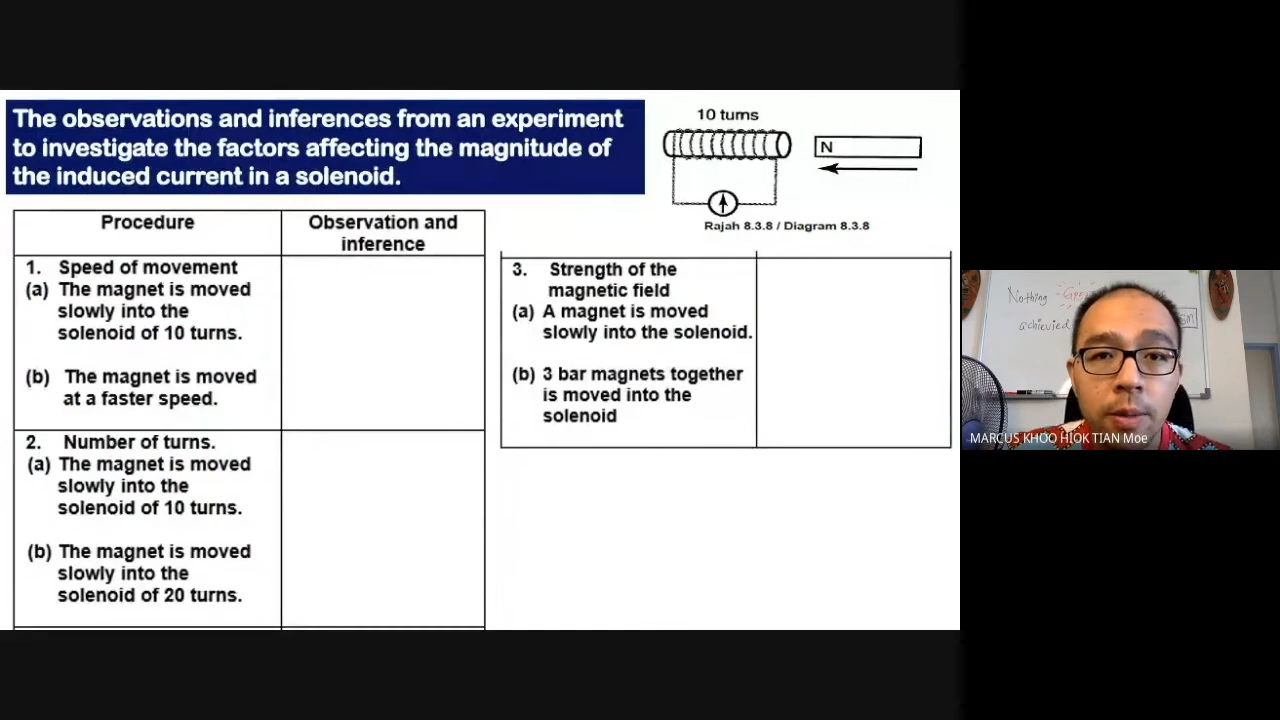 The observations and inferences from an experiment
to investigate the factors affecting the magnitude of
the induced current in a solenoid.
10 turns
N
Rajah 8.3.8 / Diagram 8.3.8
Procedure
Observation and
inference
1. Speed of movement
(a) The magnet is moved
slowly into the
solenoid of 10 turns.
(b) The magnet is moved
at a faster speed.
2. Number of turns.
(a) The magnet is moved
slowly into the
solenoid of 10 turns.
(b) The magnet is moved
slowly into the
solenoid of 20 turns.
3. Strength of the
magnetic field
(a) A magnet is moved
slowly into the solenoid.
(b) 3 bar magnets together
is moved into the
solenoid
Nothing
achievied
MARCUS KHOO HIOK TIAN Moe